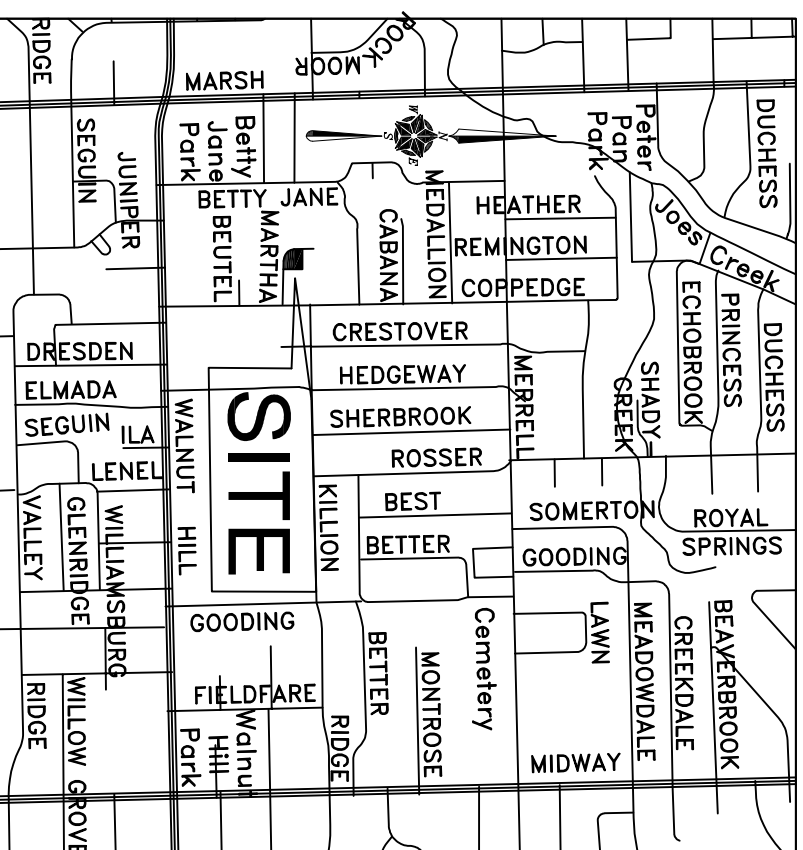 RIDGE
MARSH
MOOR
ROCK
SEGUIN
JUNIPER
Betty
Jane
Park
W
N
S
E
Peter
Pan
Park
DUCHESS
BETTY JANE
BEUTEL
MARTHA
CABANA
MEDALLION
HEATHER
REMINGTON
COPPEDGE
Joes
Creek
DRESDEN
ELMADA
SEGUIN
ILA
LENEL
WALNUT HILL
SITE
CRESTOVER
HEDGEWAY
SHERBROOK
ROSSER
MERRELL
SHADY
CREEK
ECHOBROOK
PRINCESS
DUCHESS
VALLEY
GLENRIDGE
WILLIAMSBURG
KILLION
BEST
BETTER
SOMERTON
GOODING
ROYAL
SPRINGS
GOODING
FIELDFARE
BETTER
MONTROSE
Cemetery
LAWN
MEADOWDALE
CREEKDALE
BEAVERBROOK
RIDGE
WILLOW GROVE
Walnut
Hill
Park
RIDGE
MIDWAY